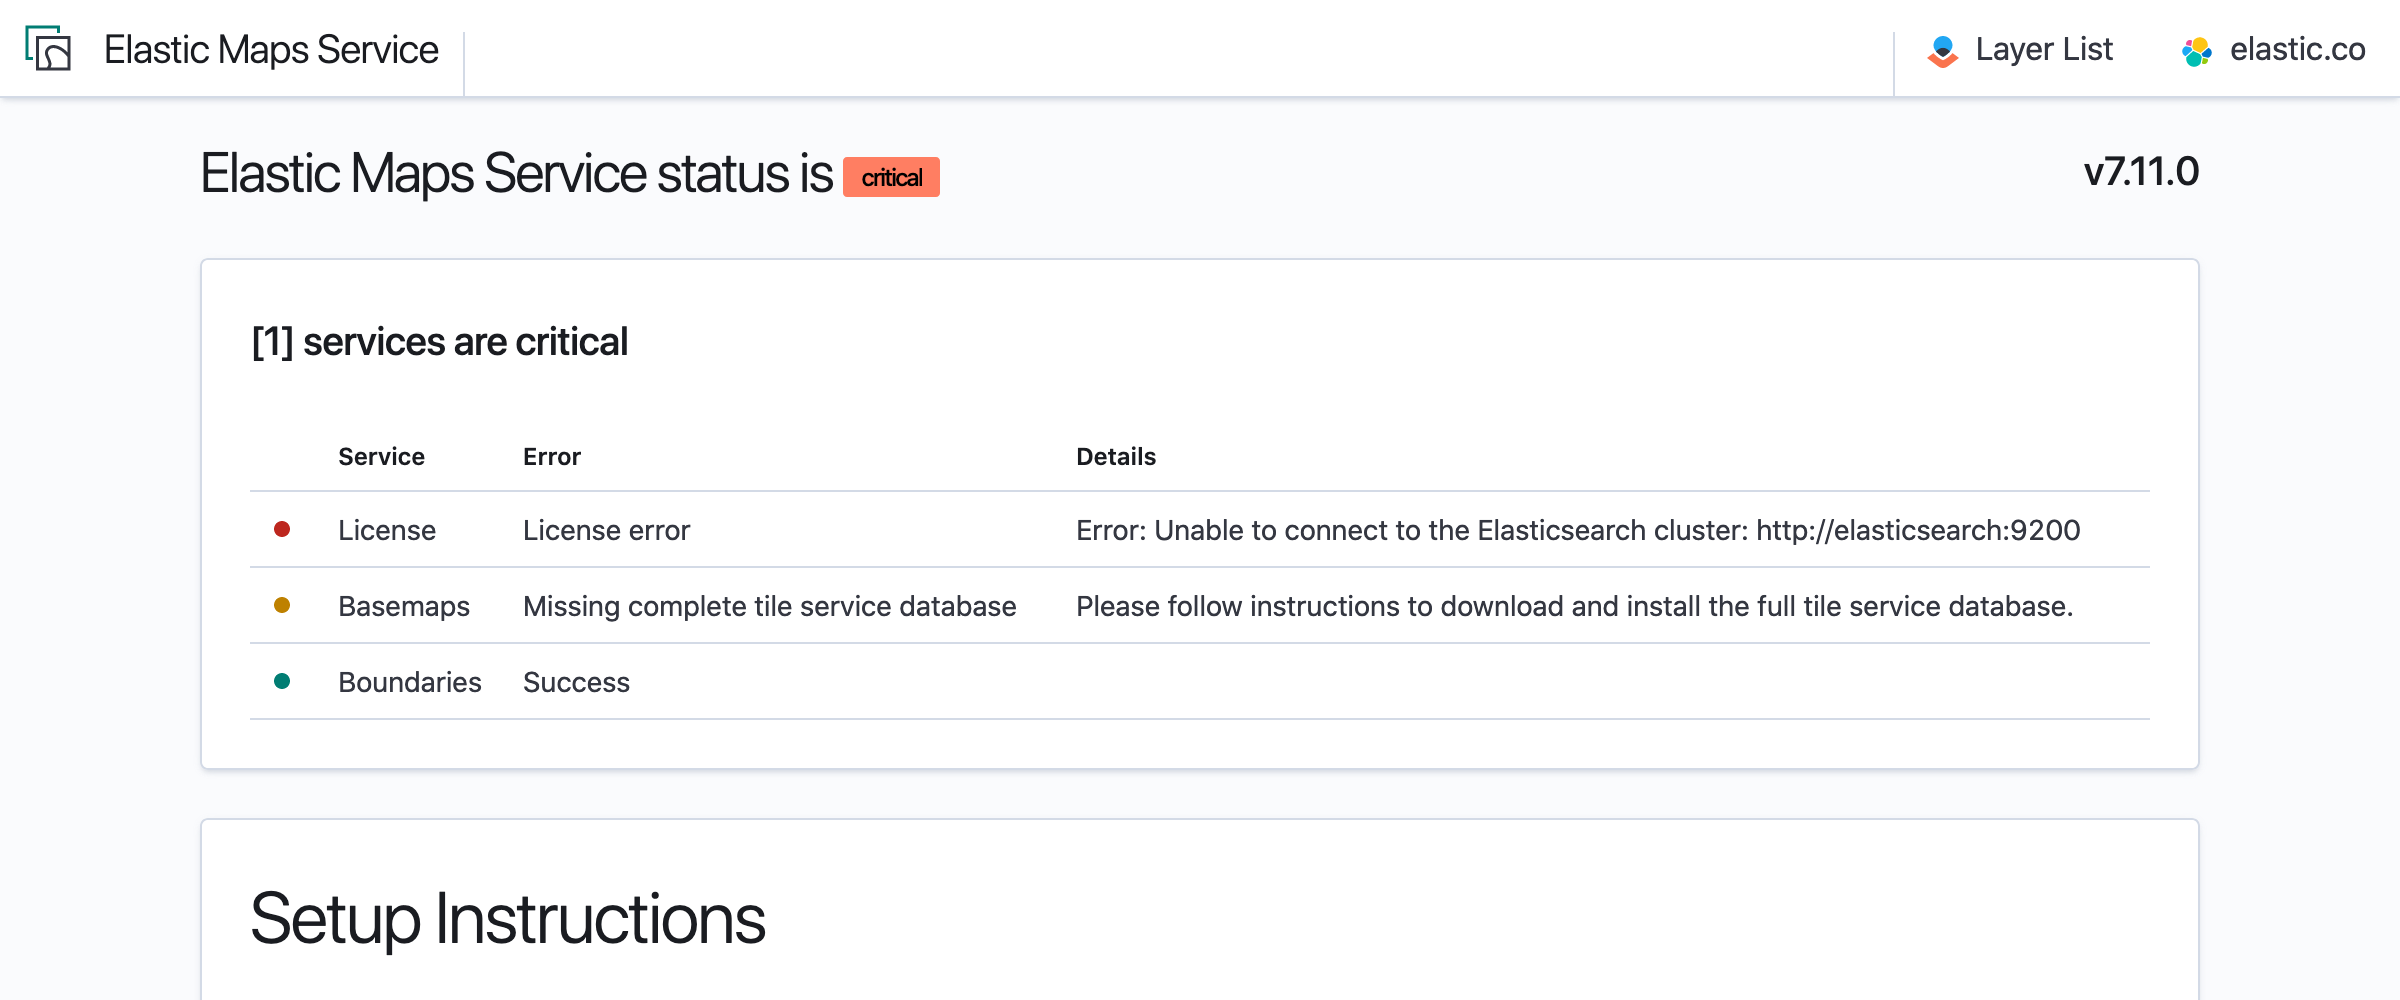 Elastic Maps Service
Layer List
elastic.co
Elastic Maps Service status is critical
v7.11.0
[1] services are critical
Service Error Details
License License error Error: Unable to connect to the Elasticsearch cluster: http://elasticsearch:9200
Basemaps Missing complete tile service database Please follow instructions to download and install the full tile service database.
Boundaries Success
Setup Instructions